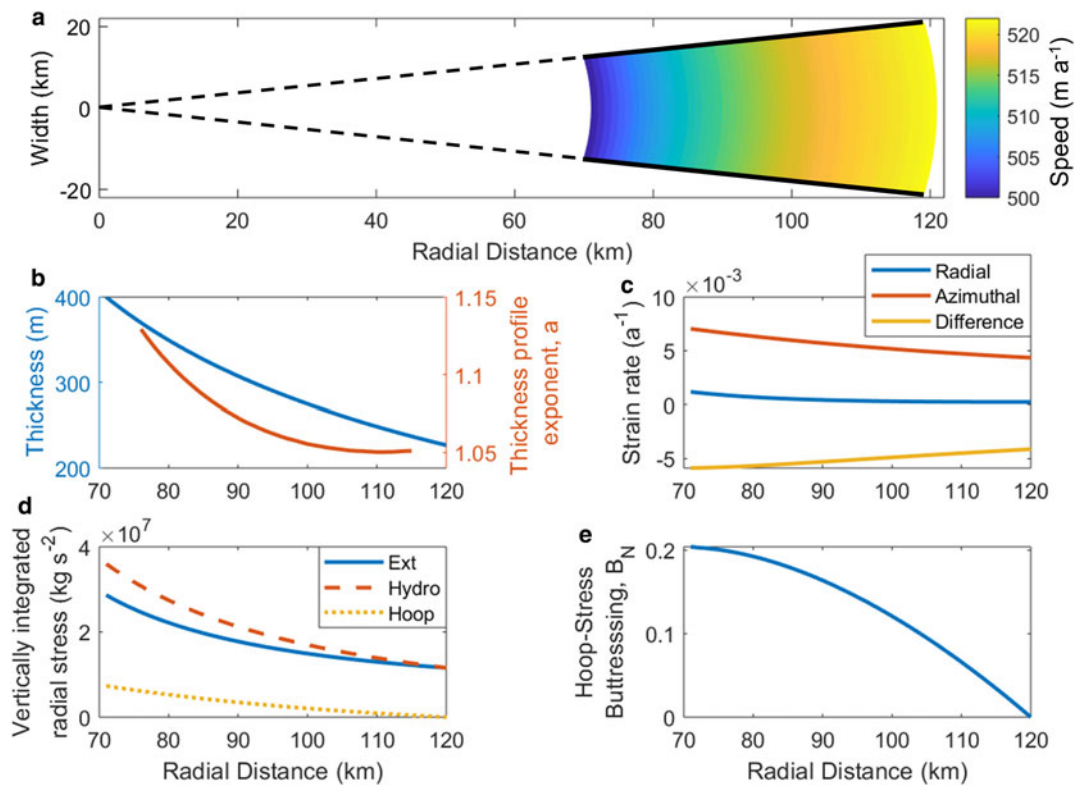 a
20
0
-20
Width (km)
0 20 40 60 80 100 120
Radial Distance (km)
520
515
510
505
500
Speed (m a⁻¹)
b
400
300
200
Thickness (m)
1.15
1.1
1.05
Thickness profile
exponent, a
70 80 90 100 110 120
c
×10⁻³
10
5
0
-5
Strain rate (a⁻¹)
Radial
Azimuthal
Difference
70 80 90 100 110 120
d
×10⁷
4
2
0
Vertically integrated
radial stress (kg s⁻²)
Ext
Hydro
Hoop
70 80 90 100 110 120
Radial Distance (km)
e
0.2
0.1
0
Hoop-Stress
Buttresssing, B_N
70 80 90 100 110 120
Radial Distance (km)